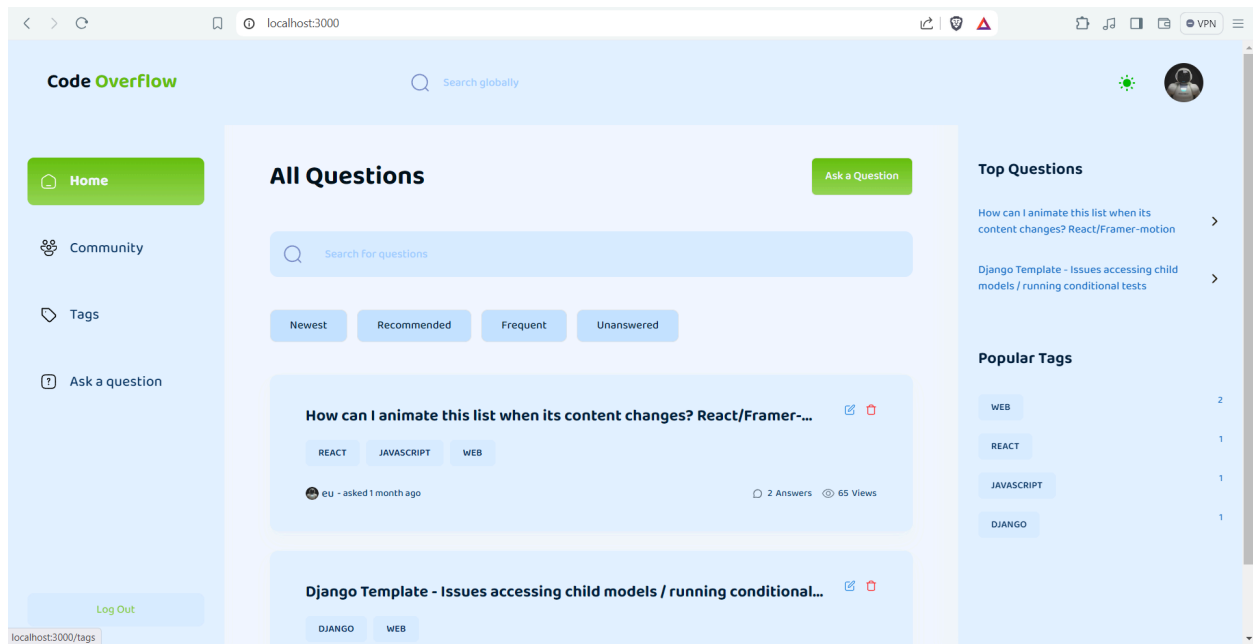 localhost:3000
VPN
Code Overflow
Search globally
Home
Community
Tags
Ask a question
Log Out
localhost:3000/tags
All Questions
Ask a Question
Search for questions
Newest
Recommended
Frequent
Unanswered
How can I animate this list when its content changes? React/Framer-...
REACT
JAVASCRIPT
WEB
eu - asked 1 month ago
2 Answers
65 Views
Django Template - Issues accessing child models / running conditional...
DJANGO
WEB
Top Questions
How can I animate this list when its
content changes? React/Framer-motion
Django Template - Issues accessing child
models / running conditional tests
Popular Tags
WEB 2
REACT 1
JAVASCRIPT 1
DJANGO 1